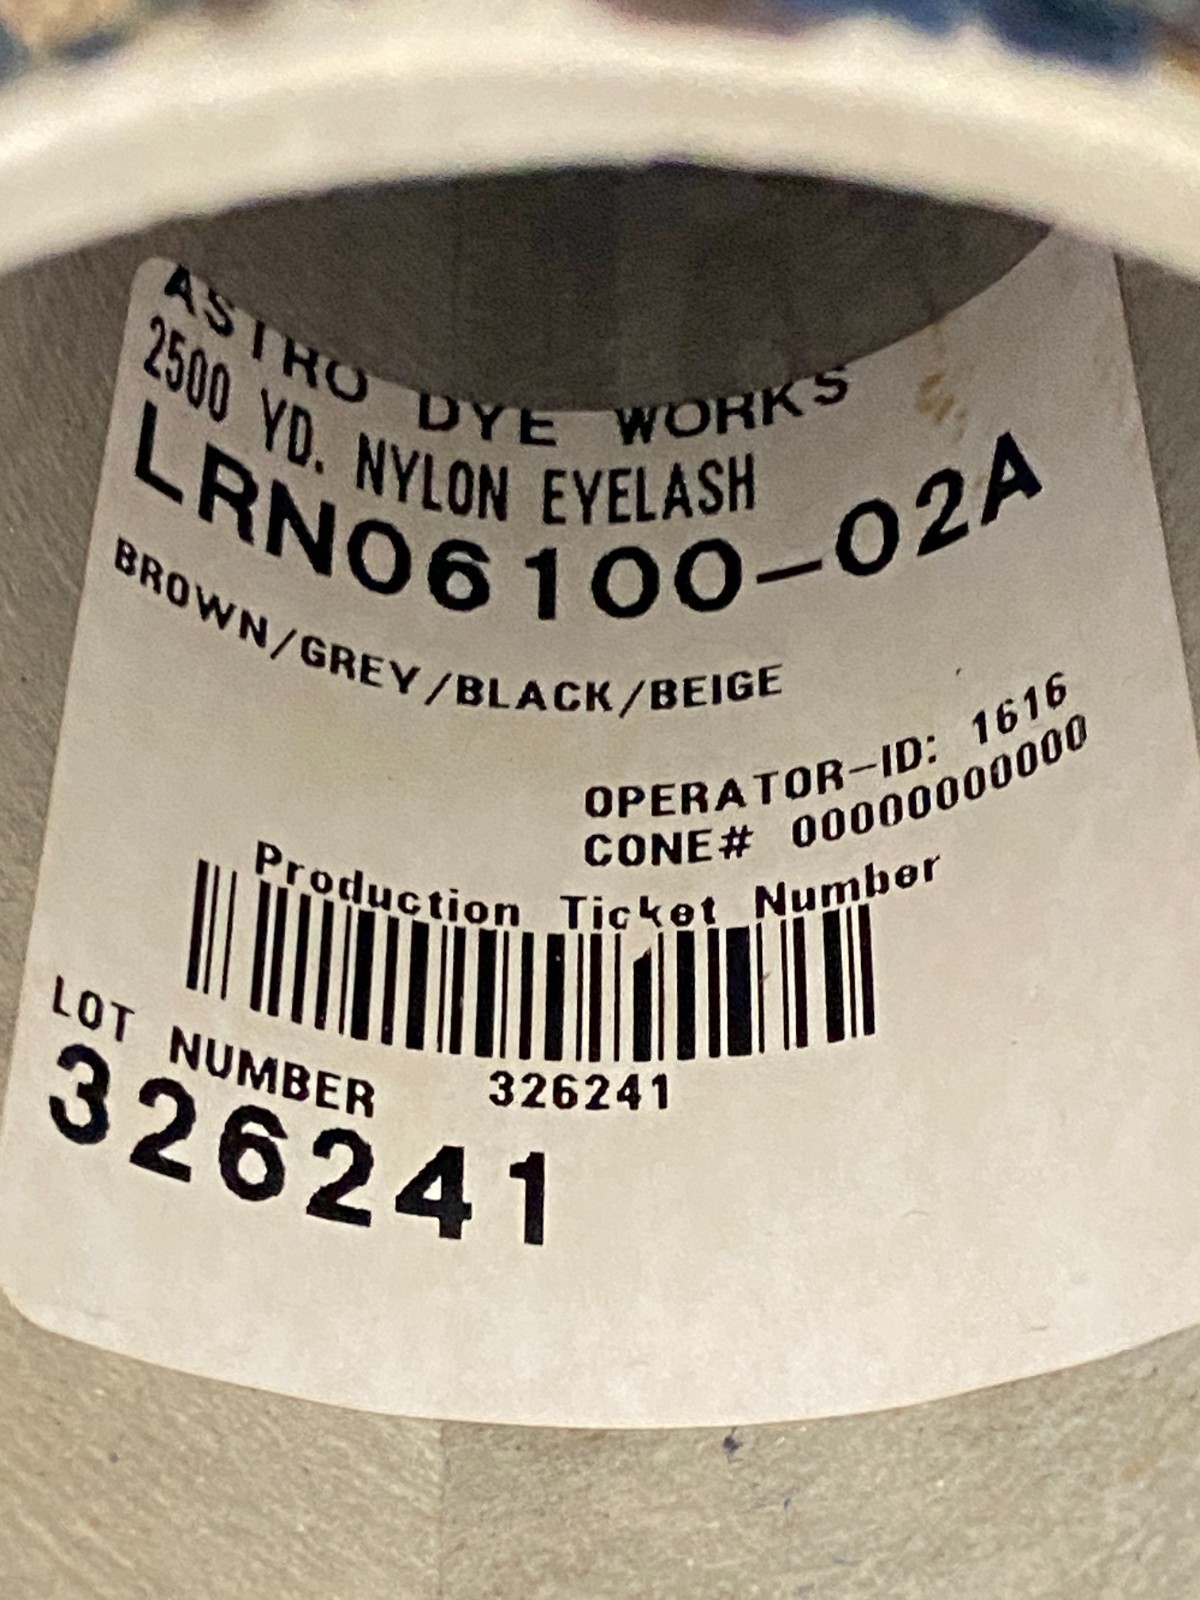 ASTRO DYE WORKS
2500 YD. NYLON EYELASH
LRN06100-02A
BROWN/GREY/BLACK/BEIGE
OPERATOR-ID: 1616
CONE# 00000000000
Production Ticket Number
LOT NUMBER
326241
326241